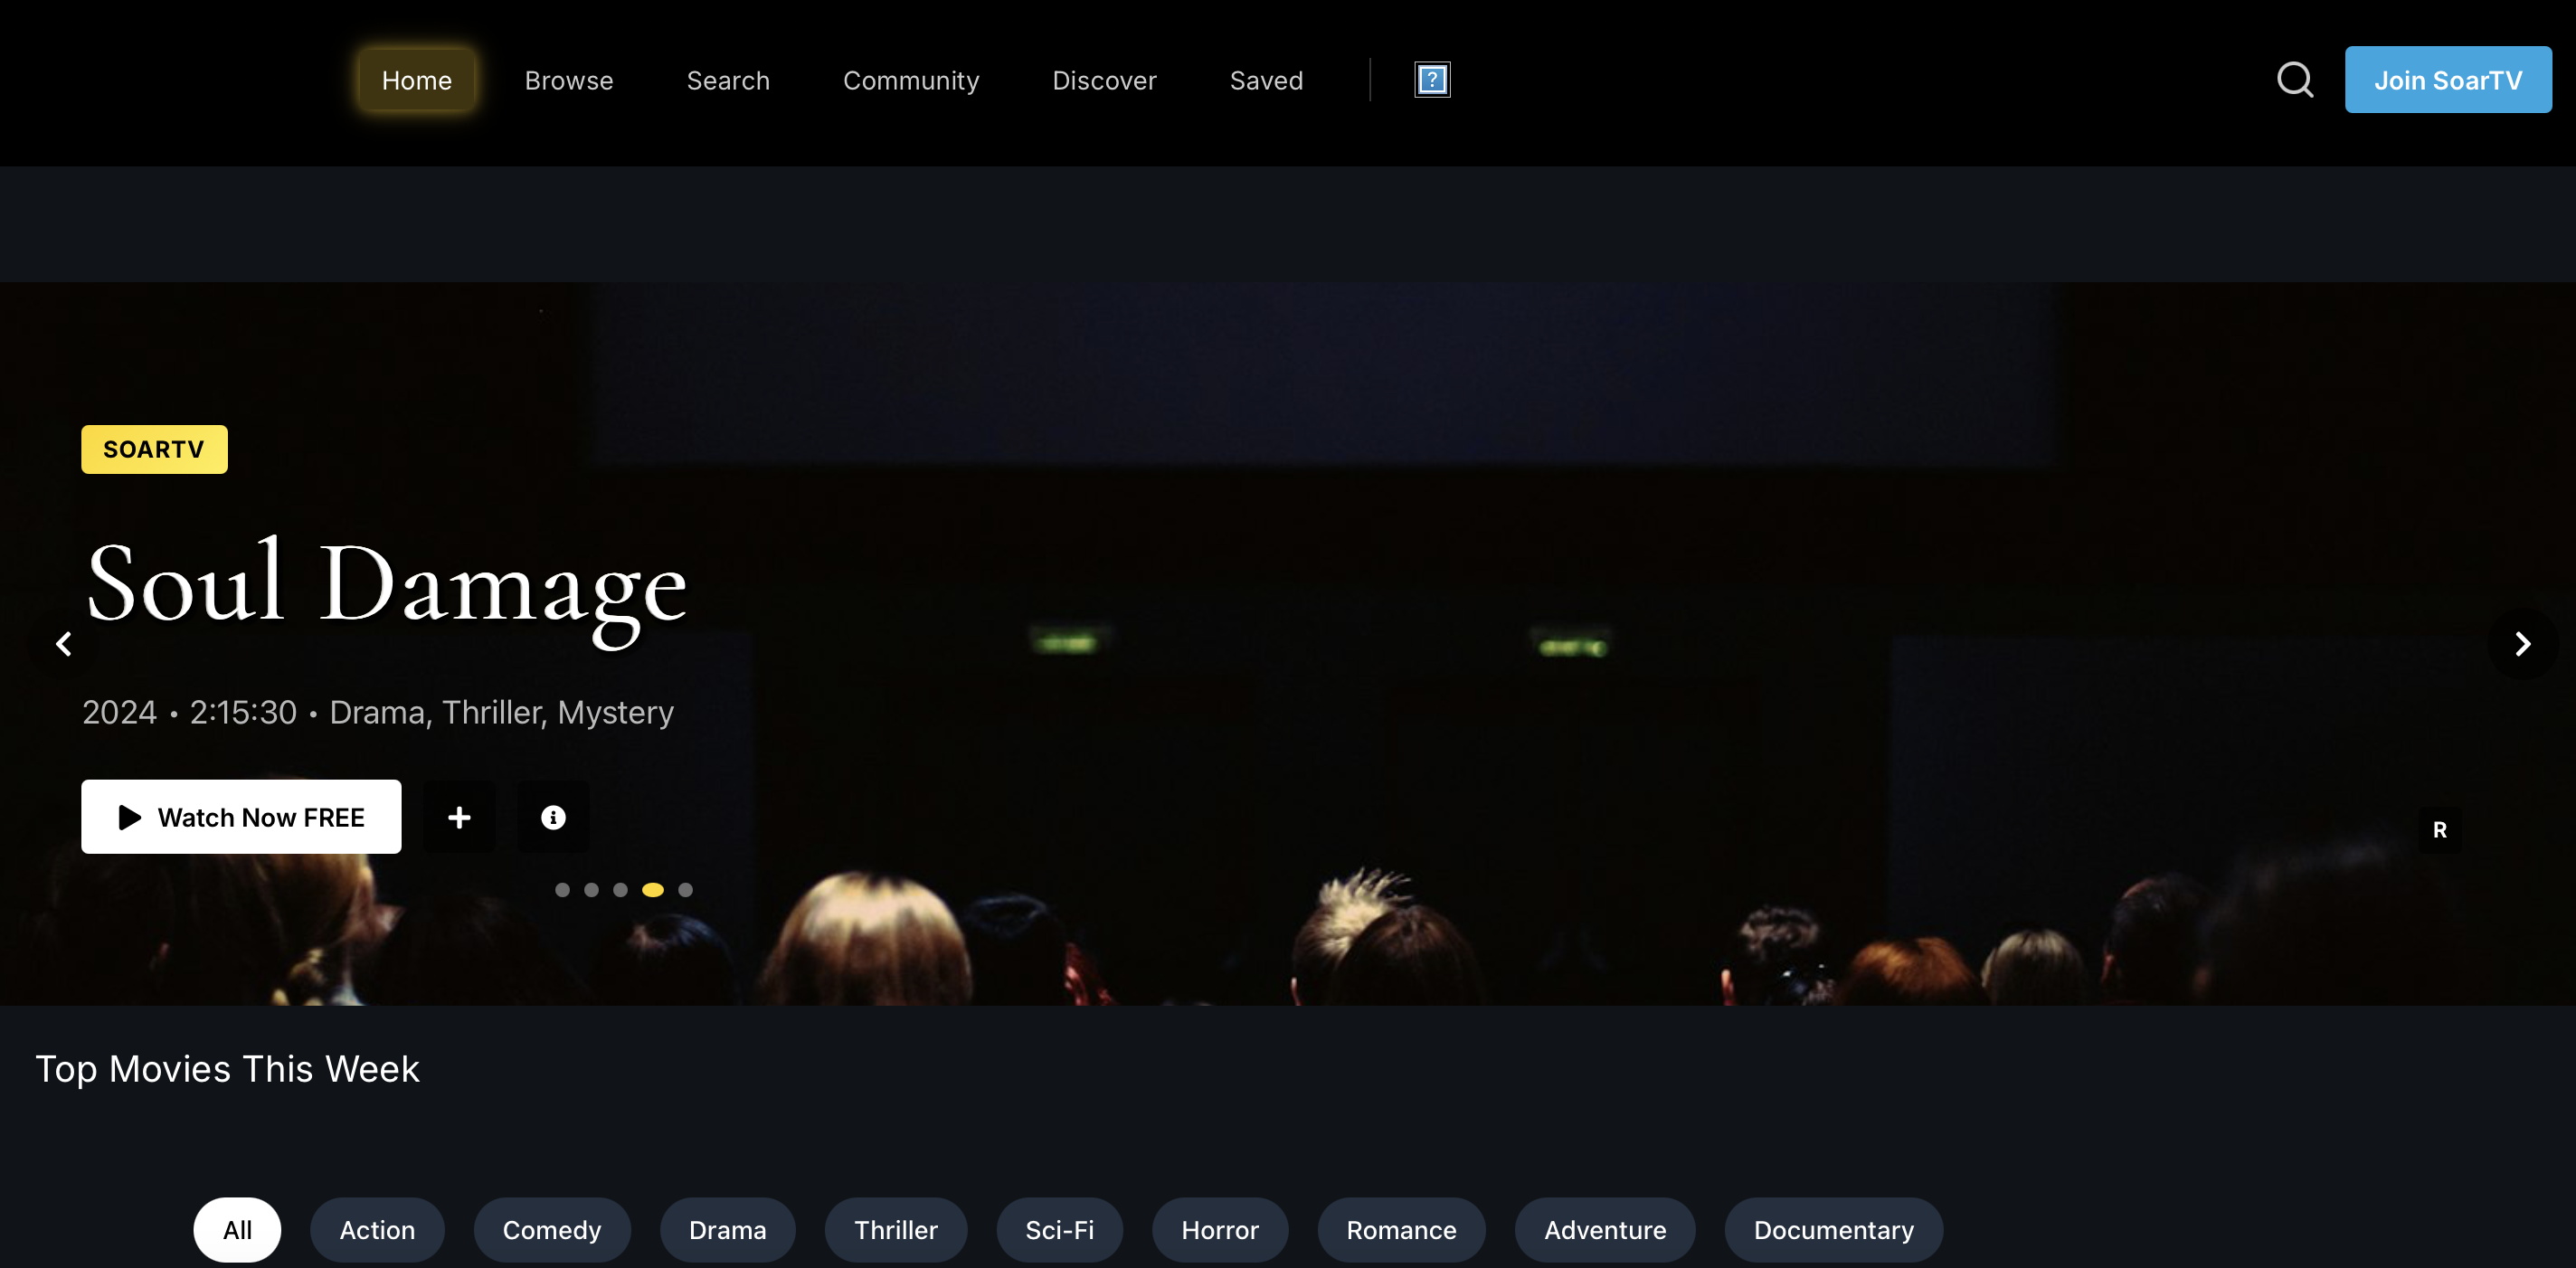 Home Browse Search Community Discover Saved ? Join SoarTV
SOARTV
Soul Damage
2024 • 2:15:30 • Drama, Thriller, Mystery
Watch Now FREE
R
Top Movies This Week
All Action Comedy Drama Thriller Sci-Fi Horror Romance Adventure Documentary